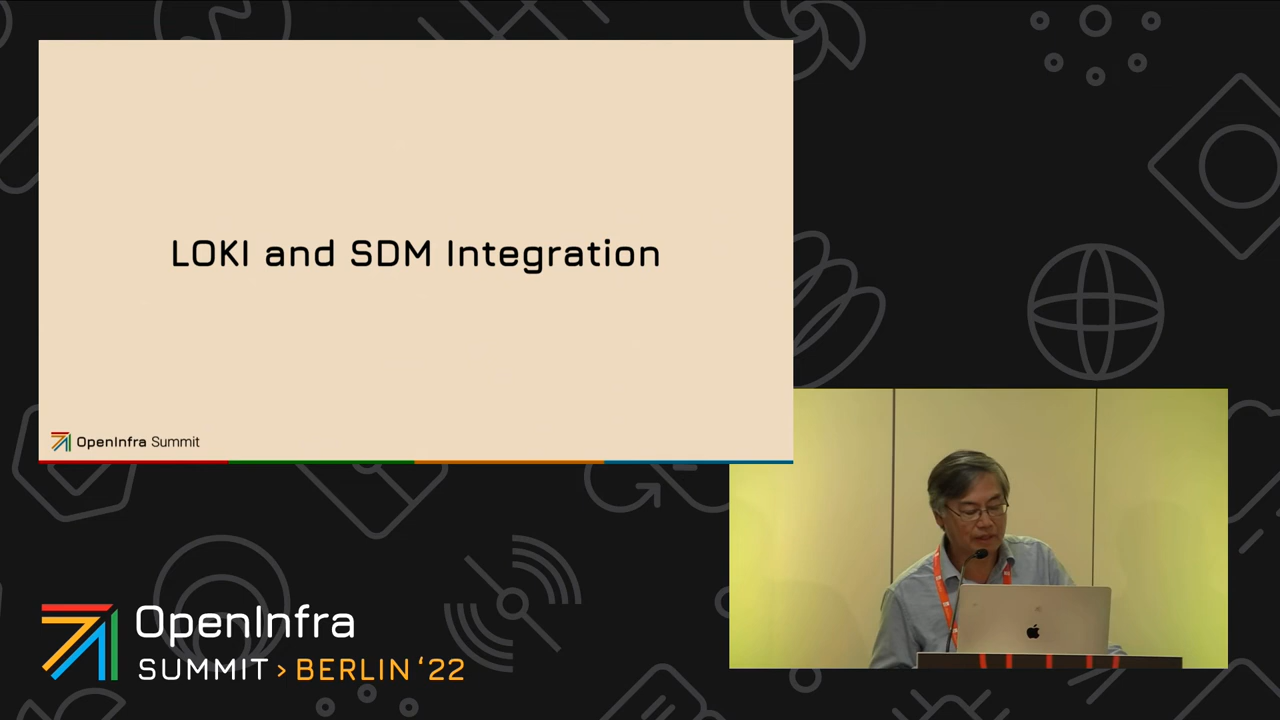 LOKI and SDM Integration
OpenInfra Summit
OpenInfra
SUMMIT > BERLIN ‘22